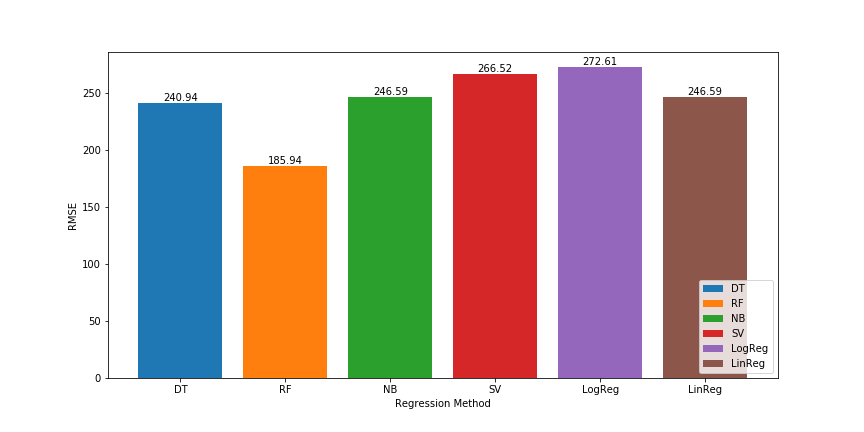 272.61
266.52
246.59
246.59
240.94
185.94
250
200
150
100
50
0
RMSE
DT
RF
NB
SV
LogReg
LinReg
DT
RF
NB
SV
LogReg
LinReg
Regression Method